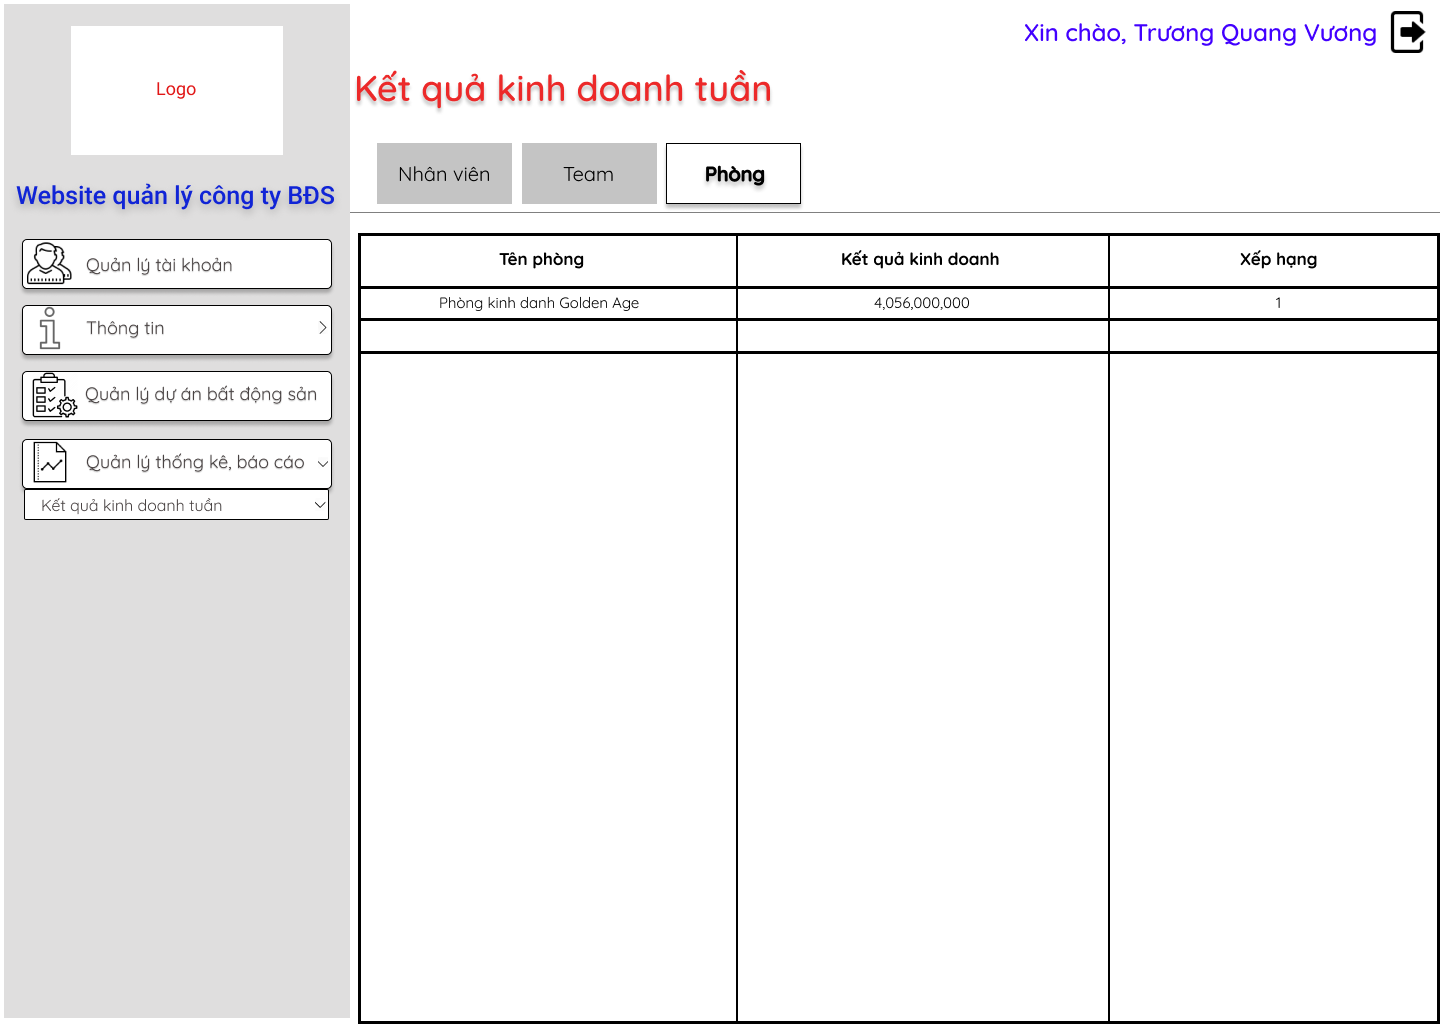 Logo
Website quản lý công ty BĐS
Quản lý tài khoản
Thông tin
Quản lý dự án bất động sản
Quản lý thống kê, báo cáo
Kết quả kinh doanh tuần
Xin chào, Trương Quang Vương
Kết quả kinh doanh tuần
Nhân viên Team Phòng
Tên phòng Kết quả kinh doanh Xếp hạng
Phòng kinh danh Golden Age 4,056,000,000 1